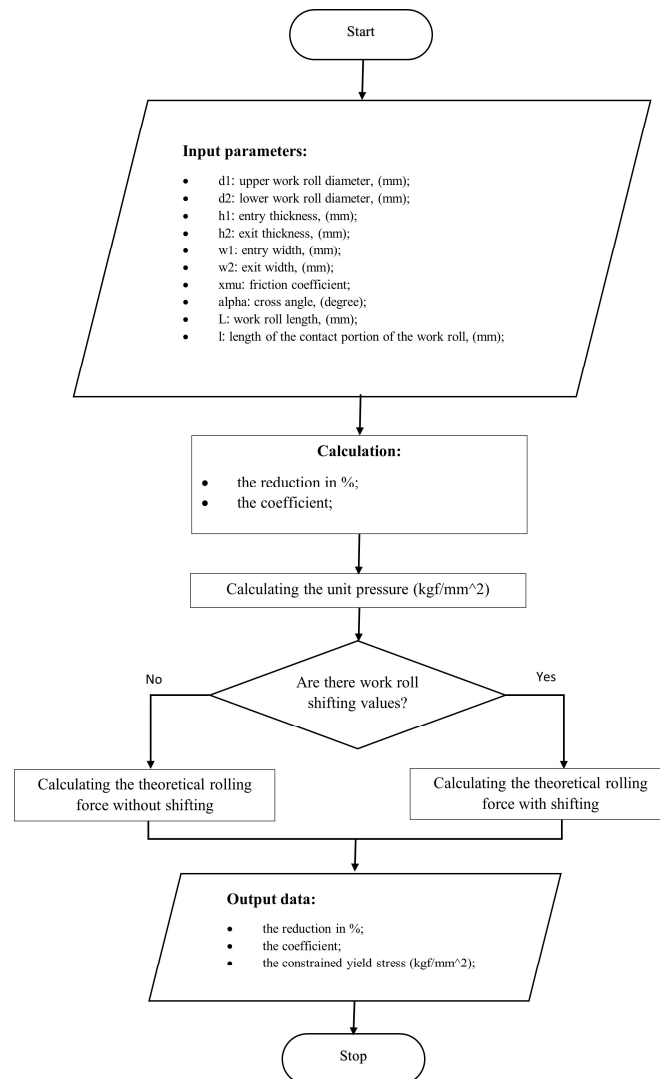 Start
Input parameters:
• d1: upper work roll diameter, (mm);
• d2: lower work roll diameter, (mm);
• h1: entry thickness, (mm);
• h2: exit thickness, (mm);
• w1: entry width, (mm);
• w2: exit width, (mm);
• xmu: friction coefficient;
• alpha: cross angle, (degree);
• L: work roll length, (mm);
• l: length of the contact portion of the work roll, (mm);
Calculation:
• the reduction in %;
• the coefficient;
Calculating the unit pressure (kgf/mm^2)
No
Are there work roll
shifting values?
Yes
Calculating the theoretical rolling
force without shifting
Calculating the theoretical rolling
force with shifting
Output data:
• the reduction in %;
• the coefficient;
• the constrained yield stress (kgf/mm^2);
Stop